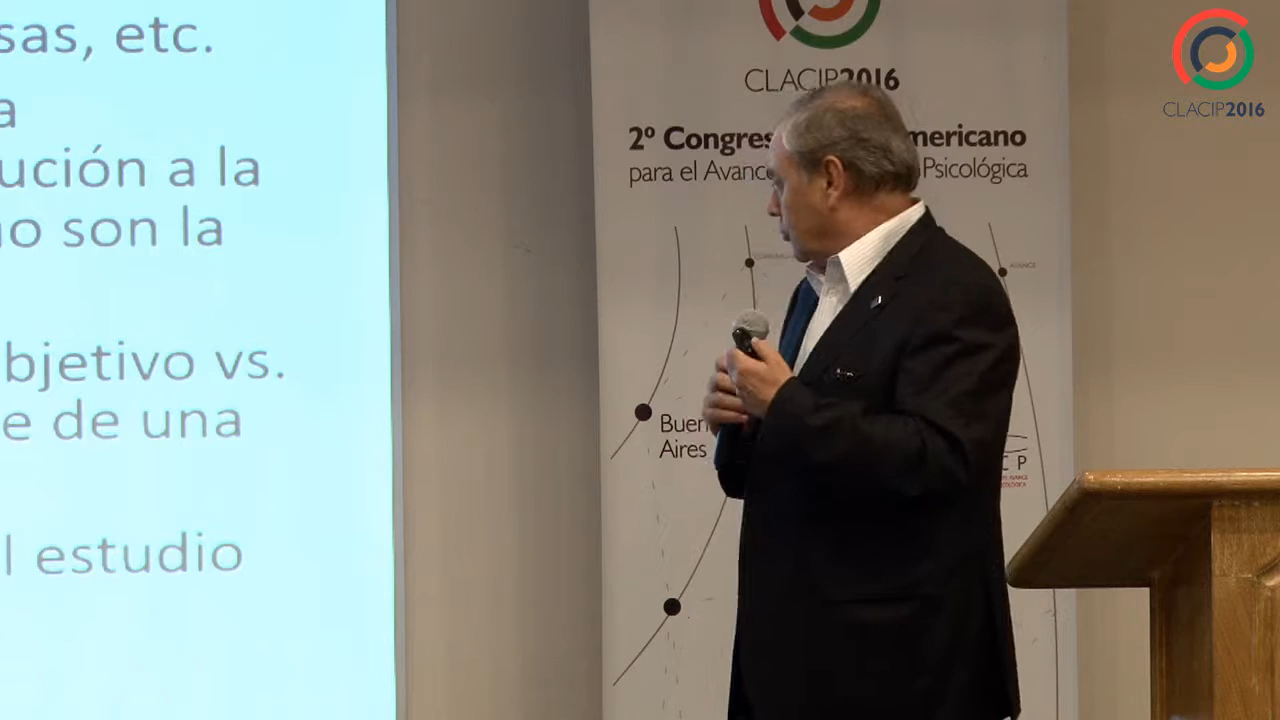 sas, etc.
a
ución a la
no son la
bjetivo vs.
e de una
l estudio
CLACIP2016
2º Congres mericano
para el Avanc Psicológica
AVANCE
Buen
Aires
C P
CLACIP2016